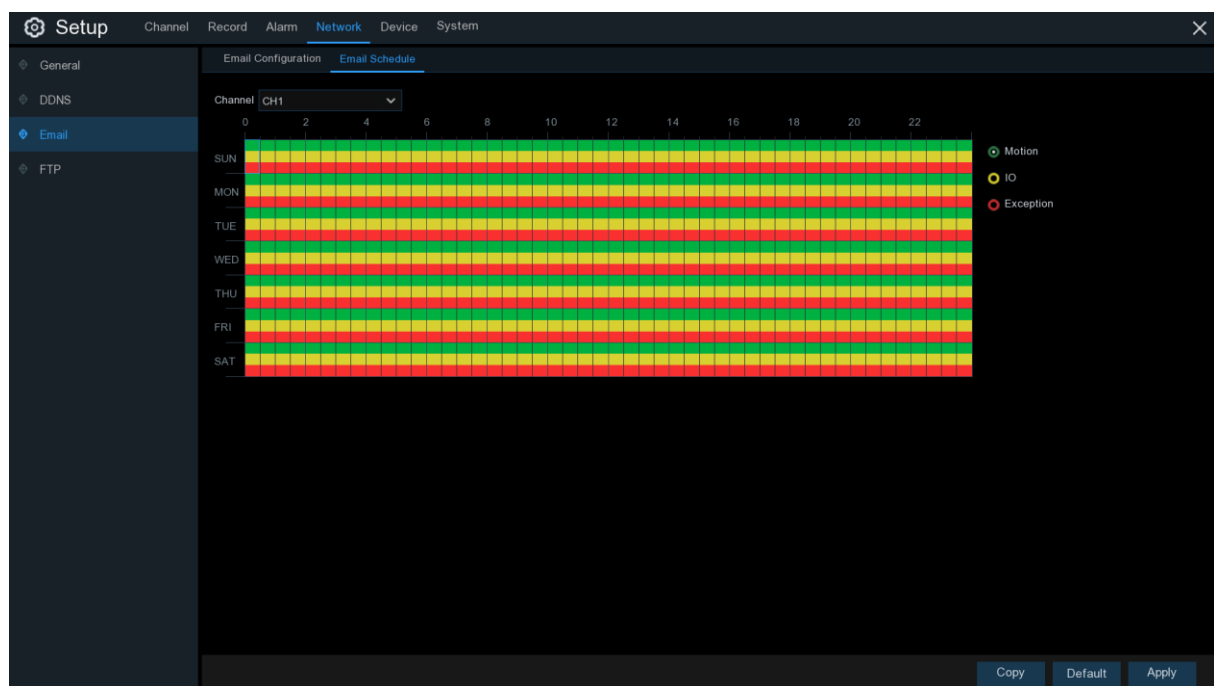 Setup Channel Record Alarm Network Device System
General
DDNS
Email
FTP
Email Configuration Email Schedule
Channel CH1
0 2 4 6 8 10 12 14 16 18 20 22
SUN
MON
TUE
WED
THU
FRI
SAT
Motion
IO
Exception
Copy Default Apply